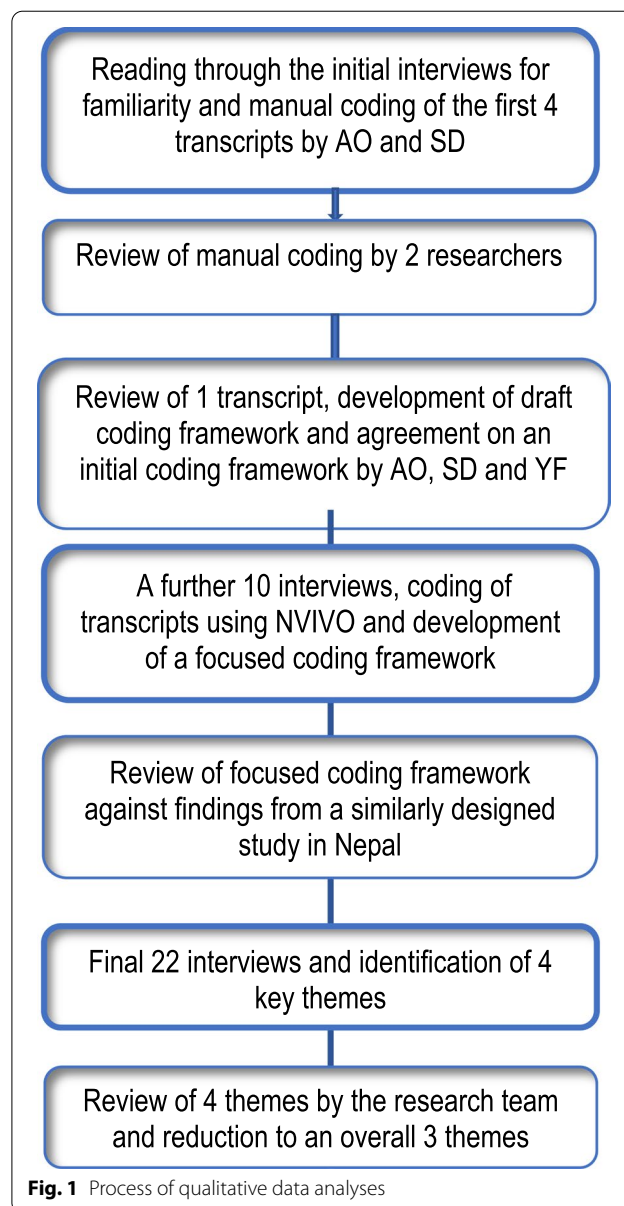 Reading through the initial interviews for
familiarity and manual coding of the first 4
transcripts by AO and SD
Review of manual coding by 2 researchers
Review of 1 transcript, development of draft
coding framework and agreement on an
initial coding framework by AO, SD and YF
A further 10 interviews, coding of
transcripts using NVIVO and development
of a focused coding framework
Review of focused coding framework
against findings from a similarly designed
study in Nepal
Final 22 interviews and identification of 4
key themes
Review of 4 themes by the research team
and reduction to an overall 3 themes
Fig. 1 Process of qualitative data analyses